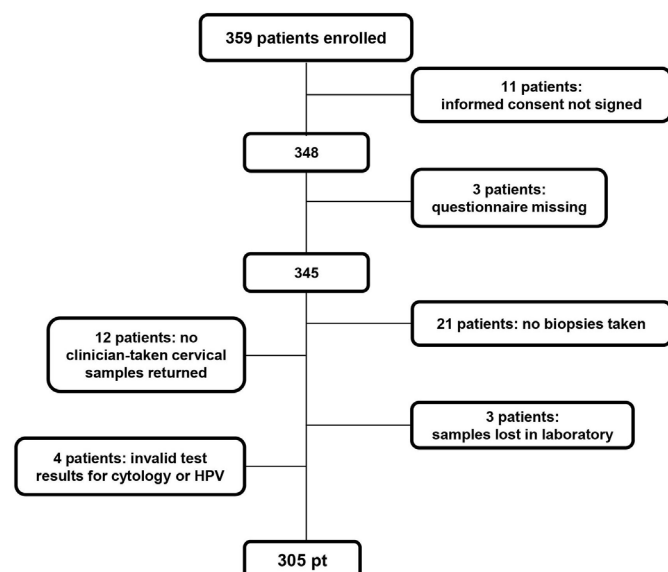 359 patients enrolled
11 patients:
informed consent not signed
348
3 patients:
questionnaire missing
345
21 patients: no biopsies taken
12 patients: no
clinician-taken cervical
samples returned
3 patients:
samples lost in laboratory
4 patients: invalid test
results for cytology or HPV
305 pt